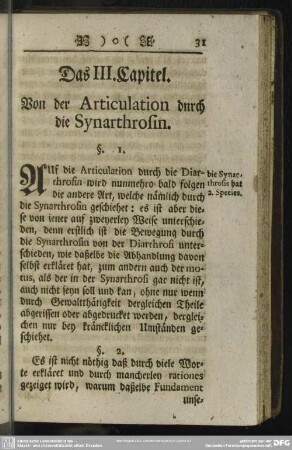 )o( 31
Das III. Capitel.
Von der Articulation durch
die Synarthrosin.
§. 1.
Auf die Articulation durch die Diar-
throsin wird nunmehro bald folgen
die andere Art, welche nämlich durch
die Synarthrosin geschiehet: es ist aber die-
se von jener auf zweyerley Weise unterschie-
den, denn erstlich ist die Bewegung durch
die Synarthrosin von der Diarthrosi unter-
schieden, wie daßelbe die Abhandlung davon
selbst erkläret hat, zum andern auch der mo-
tus, als der in der Synarthrosi gar nicht ist,
auch nicht seyn soll und kan, ohne nur wenn
durch Gewaltthätigkeit dergleichen Theile
abgerissen oder abgedrucket werden, derglei-
chen nur bey kräncklichen Umständen ge-
schiehet.
die Synar-
throsis hat
2. Species.
§. 2.
Es ist nicht nöthig daß durch viele Wor-
te erkläret und durch mancherley rationes
gezeiget wird, warum daßelbe Fundament
unse-